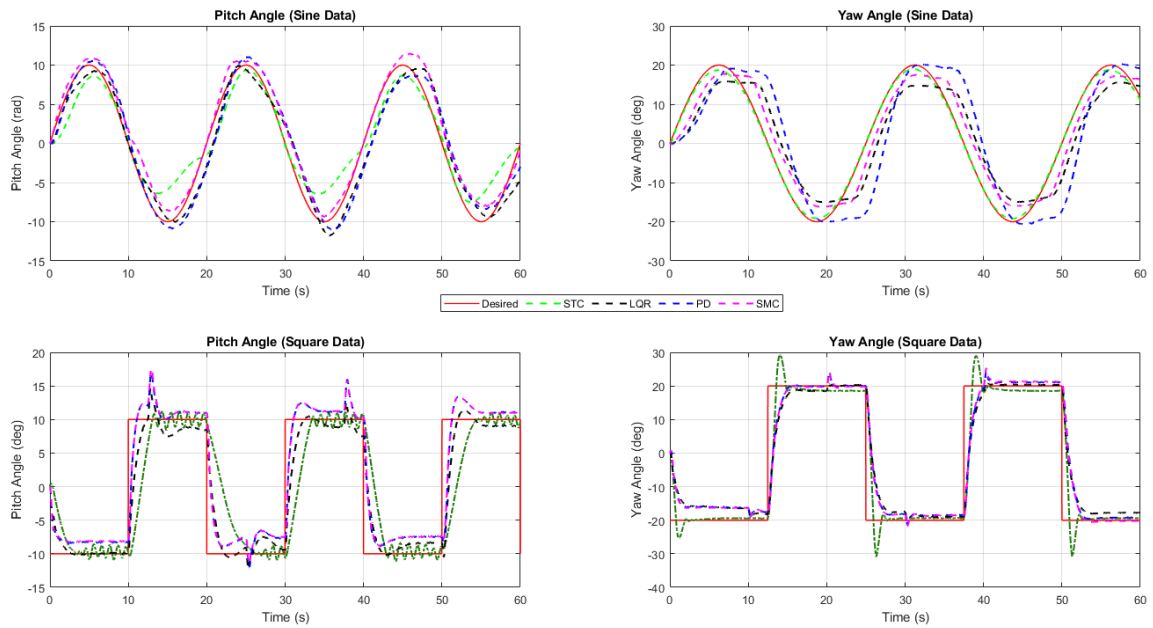 Pitch Angle (Sine Data)
15
10
5
0
-5
-10
-15
Pitch Angle (rad)
0 10 20 30 40 50 60
Time (s)
Yaw Angle (Sine Data)
30
20
10
0
-10
-20
-30
Yaw Angle (deg)
0 10 20 30 40 50 60
Time (s)
Desired STC LQR PD SMC
Pitch Angle (Square Data)
20
15
10
5
0
-5
-10
-15
Pitch Angle (deg)
0 10 20 30 40 50 60
Time (s)
Yaw Angle (Square Data)
30
20
10
0
-10
-20
-30
-40
Yaw Angle (deg)
0 10 20 30 40 50 60
Time (s)